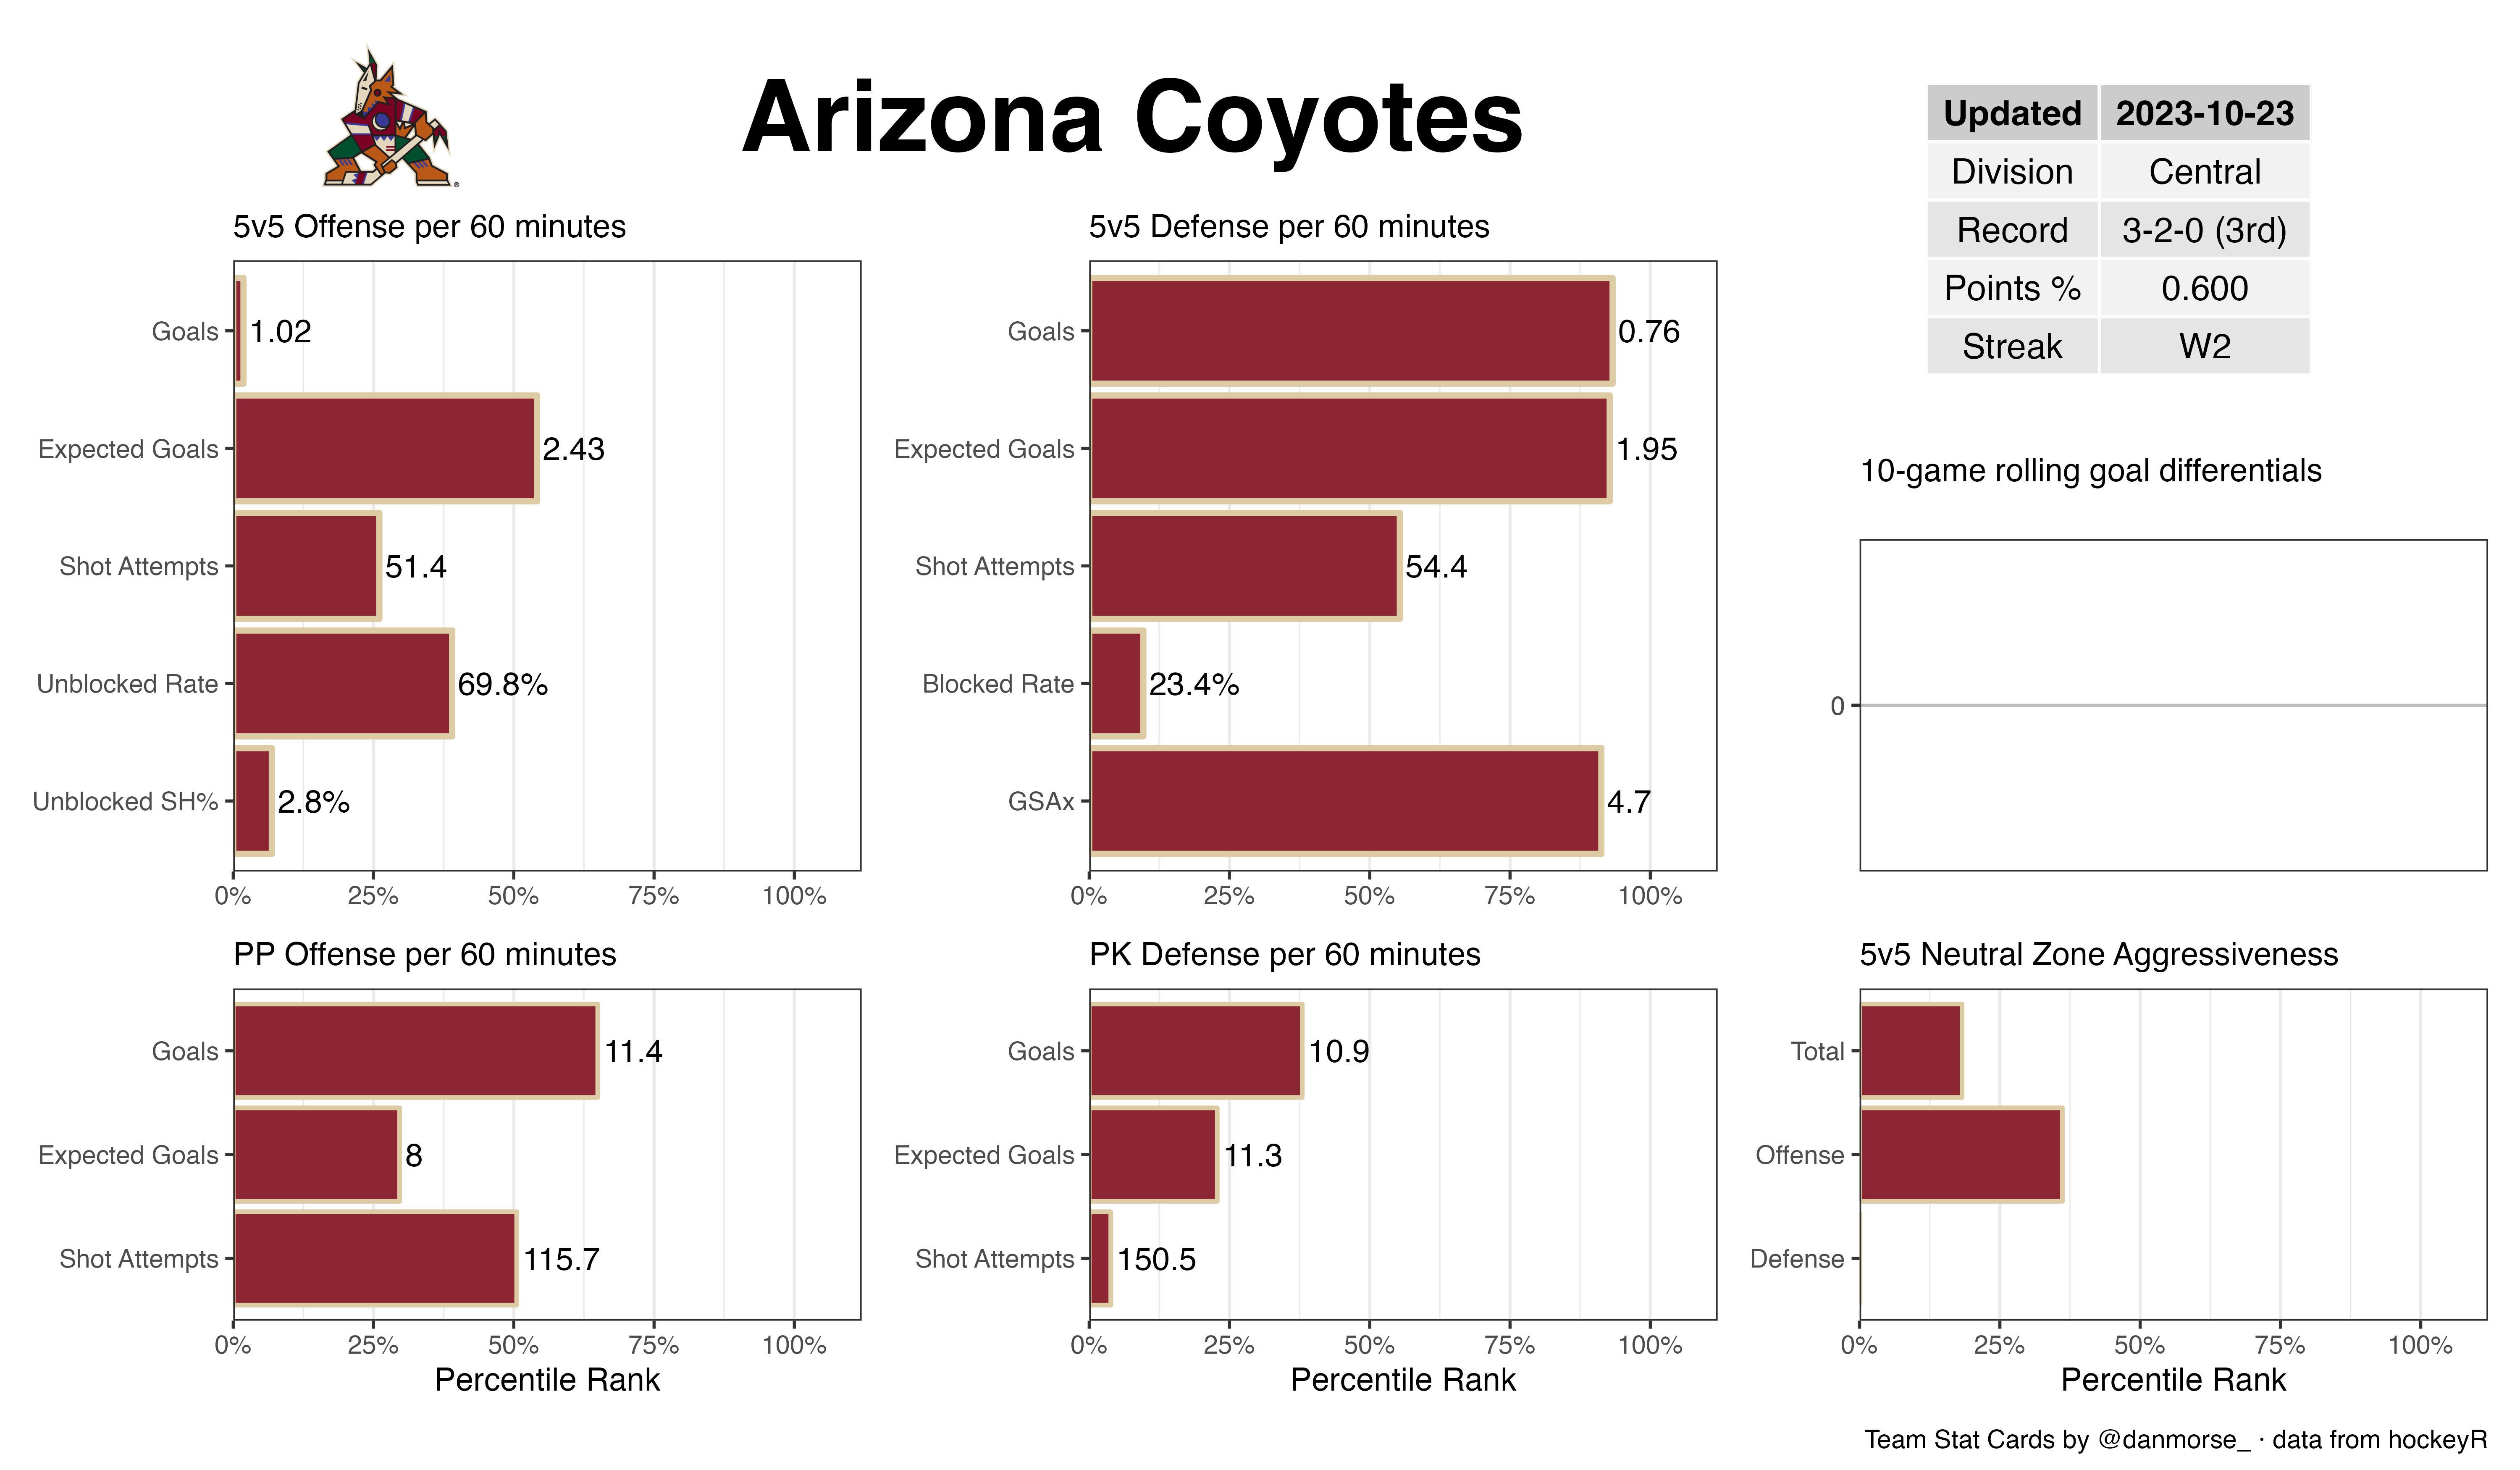 Arizona Coyotes
Updated 2023-10-23
Division Central
Record 3-2-0 (3rd)
Points % 0.600
Streak W2
5v5 Offense per 60 minutes
Goals 1.02
Expected Goals 2.43
Shot Attempts 51.4
Unblocked Rate 69.8%
Unblocked SH% 2.8%
0% 25% 50% 75% 100%
5v5 Defense per 60 minutes
Goals 0.76
Expected Goals 1.95
Shot Attempts 54.4
Blocked Rate 23.4%
GSAx 4.7
0% 25% 50% 75% 100%
10-game rolling goal differentials
0
PP Offense per 60 minutes
Goals 11.4
Expected Goals 8
Shot Attempts 115.7
0% 25% 50% 75% 100%
Percentile Rank
PK Defense per 60 minutes
Goals 10.9
Expected Goals 11.3
Shot Attempts 150.5
0% 25% 50% 75% 100%
Percentile Rank
5v5 Neutral Zone Aggressiveness
Total
Offense
Defense
0% 25% 50% 75% 100%
Percentile Rank
Team Stat Cards by @danmorse_ · data from hockeyR